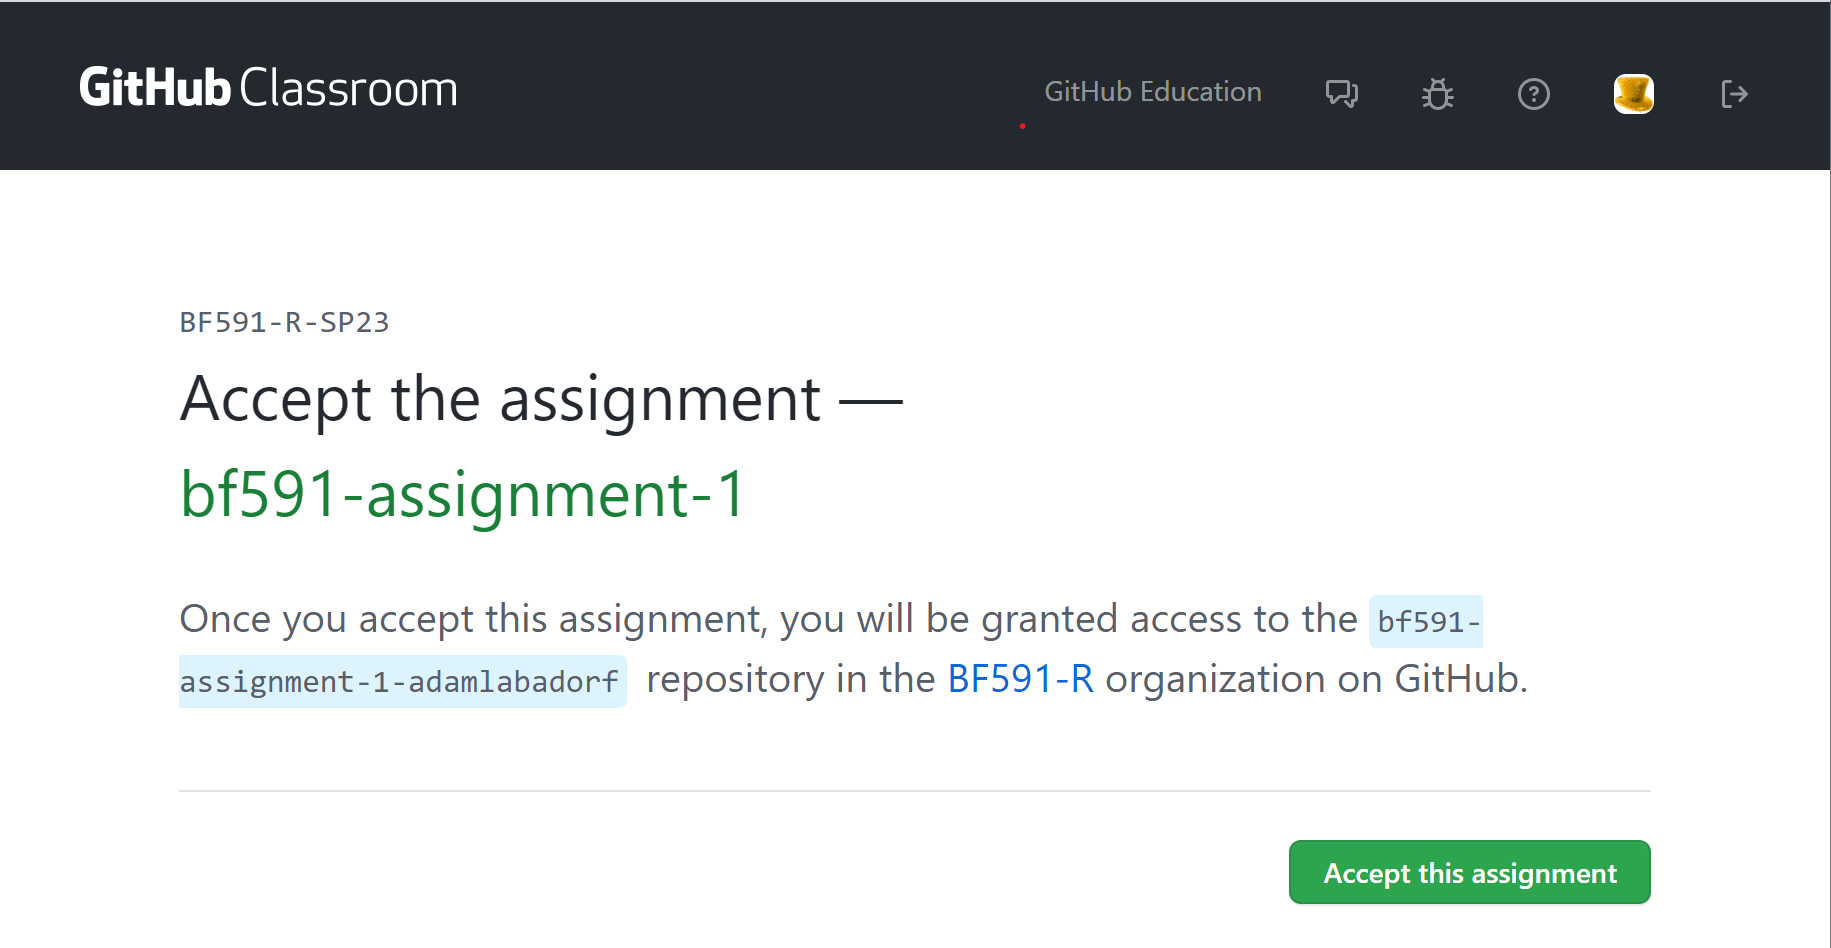 GitHub Classroom
GitHub Education
BF591-R-SP23
Accept the assignment —
bf591-assignment-1
Once you accept this assignment, you will be granted access to the bf591-
assignment-1-adamlabadorf repository in the BF591-R organization on GitHub.
Accept this assignment